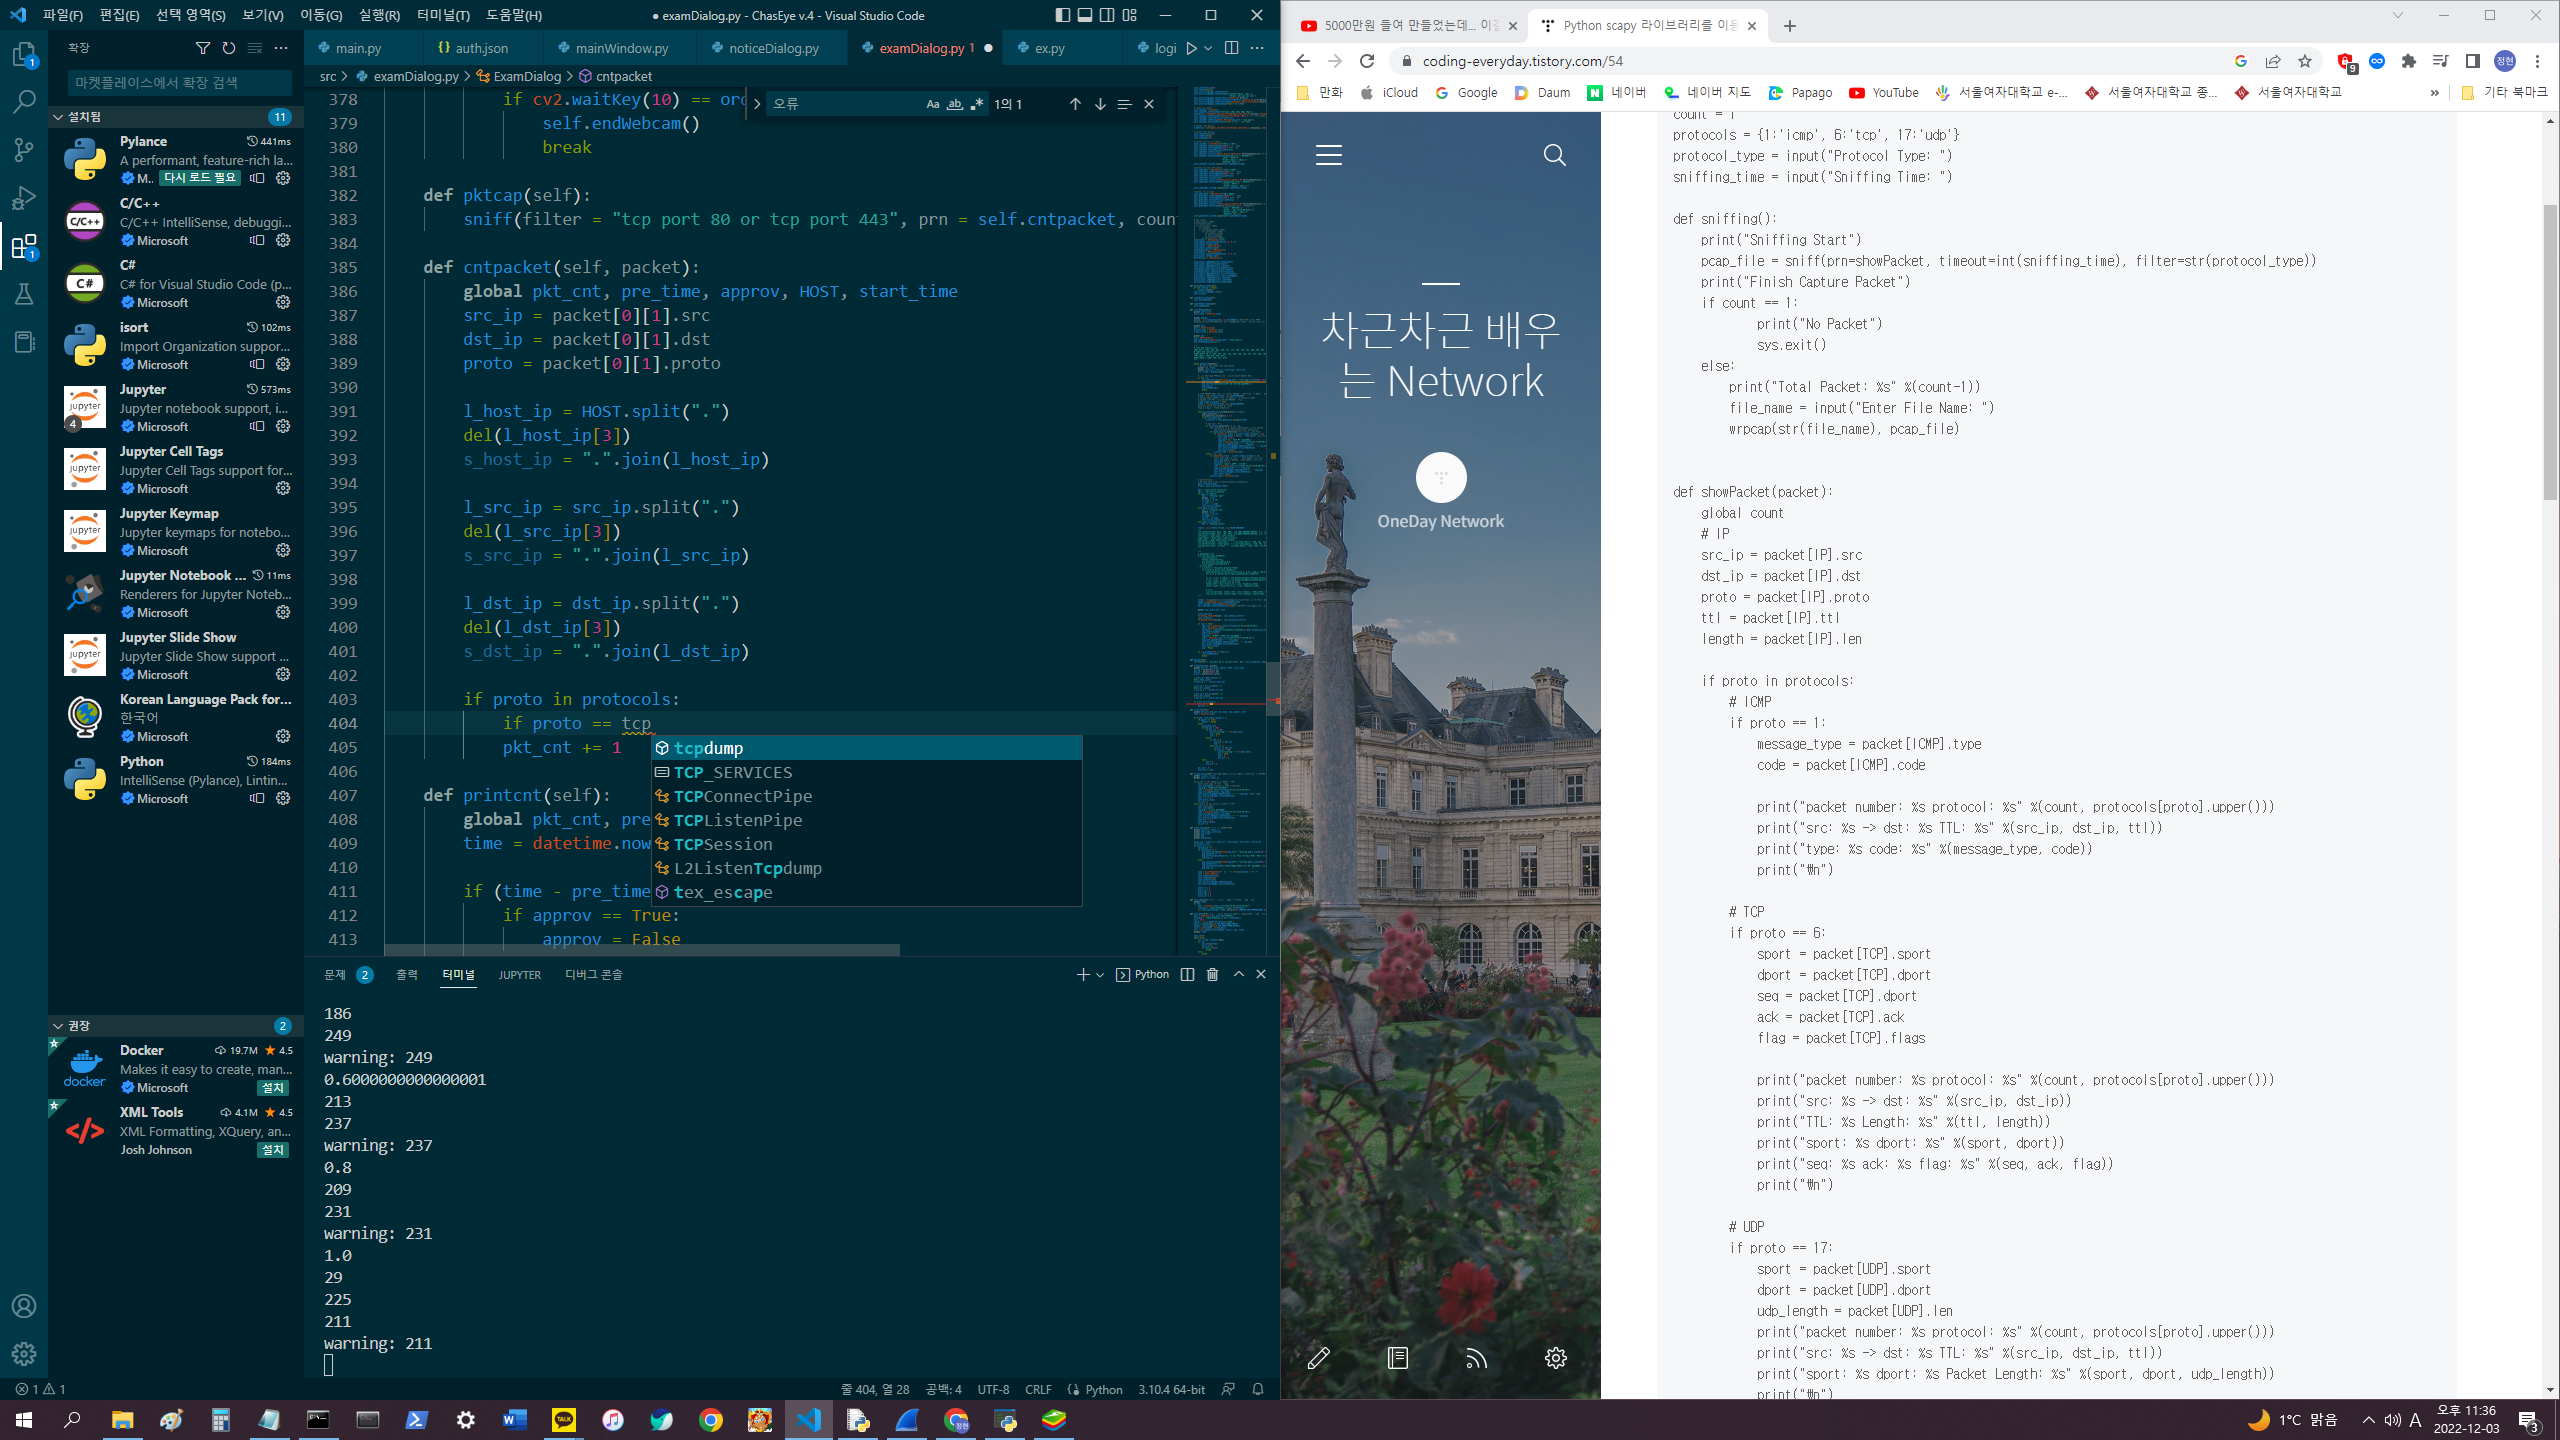 파일(F) 편집(E) 선택 영역(S) 보기(V) 이동(G) 실행(R) 터미널(T) 도움말(H)
● examDialog.py - ChasEye v.4 - Visual Studio Code
확장
마켓플레이스에서 확장 검색
설치됨 11
Pylance 441ms
A performant, feature-rich la...
M.. 다시 로드 필요
C/C++
C/C++ IntelliSense, debuggi...
Microsoft
C#
C# for Visual Studio Code (p...
Microsoft
isort 102ms
Import Organization suppor...
Microsoft
Jupyter 573ms
Jupyter notebook support, i...
Microsoft
Jupyter Cell Tags
Jupyter Cell Tags support for...
Microsoft
Jupyter Keymap
Jupyter keymaps for notebo...
Microsoft
Jupyter Notebook ... 11ms
Renderers for Jupyter Noteb...
Microsoft
Jupyter Slide Show
Jupyter Slide Show support ...
Microsoft
Korean Language Pack for...
한국어
Microsoft
Python 184ms
IntelliSense (Pylance), Lintin...
Microsoft
권장 2
Docker 19.7M 4.5
Makes it easy to create, man...
Microsoft 설치
XML Tools 4.1M 4.5
XML Formatting, XQuery, an...
Josh Johnson 설치
main.py {} auth.json mainWindow.py noticeDialog.py examDialog.py 1 ex.py logi
src > examDialog.py > ExamDialog > cntpacket
오류 Aa ab 1의 1
378 if cv2.waitKey(10) == orc
379 self.endWebcam()
380 break
381
382 def pktcap(self):
383 sniff(filter = "tcp port 80 or tcp port 443", prn = self.cntpacket, coun
384
385 def cntpacket(self, packet):
386 global pkt_cnt, pre_time, approv, HOST, start_time
387 src_ip = packet[0][1].src
388 dst_ip = packet[0][1].dst
389 proto = packet[0][1].proto
390
391 l_host_ip = HOST.split(".")
392 del(l_host_ip[3])
393 s_host_ip = ".".join(l_host_ip)
394
395 l_src_ip = src_ip.split(".")
396 del(l_src_ip[3])
397 s_src_ip = ".".join(l_src_ip)
398
399 l_dst_ip = dst_ip.split(".")
400 del(l_dst_ip[3])
401 s_dst_ip = ".".join(l_dst_ip)
402
403 if proto in protocols:
404 if proto == tcp
405 pkt_cnt += 1
406
407 def printcnt(self):
408 global pkt_cnt, pre
409 time = datetime.now
410
411 if (time - pre_time
412 if approv == True:
413 approv = False
tcpdump
TCP_SERVICES
TCPConnectPipe
TCPListenPipe
TCPSession
L2ListenTcpdump
tex_escape
문제 2 출력 터미널 JUPYTER 디버그 콘솔
Python
186
249
warning: 249
0.6000000000000001
213
237
warning: 237
0.8
209
231
warning: 231
1.0
29
225
211
warning: 211
1 1
줄 404, 열 28 공백: 4 UTF-8 CRLF Python 3.10.4 64-bit
5000만원 들여 만들었는데... 이걸
Python scapy 라이브러리를 이용
coding-everyday.tistory.com/54
만화 iCloud Google Daum 네이버 네이버 지도 Papago YouTube 서울여자대학교 e-... 서울여자대학교 종... 서울여자대학교 » 기타 북마크
차근차근 배우
는 Network
OneDay Network
count = 1
protocols = {1:'icmp', 6:'tcp', 17:'udp'}
protocol_type = input("Protocol Type: ")
sniffing_time = input("Sniffing Time: ")
def sniffing():
print("Sniffing Start")
pcap_file = sniff(prn=showPacket, timeout=int(sniffing_time), filter=str(protocol_type))
print("Finish Capture Packet")
if count == 1:
print("No Packet")
sys.exit()
else:
print("Total Packet: %s" %(count-1))
file_name = input("Enter File Name: ")
wrpcap(str(file_name), pcap_file)
def showPacket(packet):
global count
# IP
src_ip = packet[IP].src
dst_ip = packet[IP].dst
proto = packet[IP].proto
ttl = packet[IP].ttl
length = packet[IP].len
if proto in protocols:
# ICMP
if proto == 1:
message_type = packet[ICMP].type
code = packet[ICMP].code
print("packet number: %s protocol: %s" %(count, protocols[proto].upper()))
print("src: %s -> dst: %s TTL: %s" %(src_ip, dst_ip, ttl))
print("type: %s code: %s" %(message_type, code))
print("₩n")
# TCP
if proto == 6:
sport = packet[TCP].sport
dport = packet[TCP].dport
seq = packet[TCP].dport
ack = packet[TCP].ack
flag = packet[TCP].flags
print("packet number: %s protocol: %s" %(count, protocols[proto].upper()))
print("src: %s -> dst: %s" %(src_ip, dst_ip))
print("TTL: %s Length: %s" %(ttl, length))
print("sport: %s dport: %s" %(sport, dport))
print("seq: %s ack: %s flag: %s" %(seq, ack, flag))
print("₩n")
# UDP
if proto == 17:
sport = packet[UDP].sport
dport = packet[UDP].dport
udp_length = packet[UDP].len
print("packet number: %s protocol: %s" %(count, protocols[proto].upper()))
print("src: %s -> dst: %s TTL: %s" %(src_ip, dst_ip, ttl))
print("sport: %s dport: %s Packet Length: %s" %(sport, dport, udp_length))
print("₩n")
1°C 맑음
A
오후 11:36
2022-12-03
3